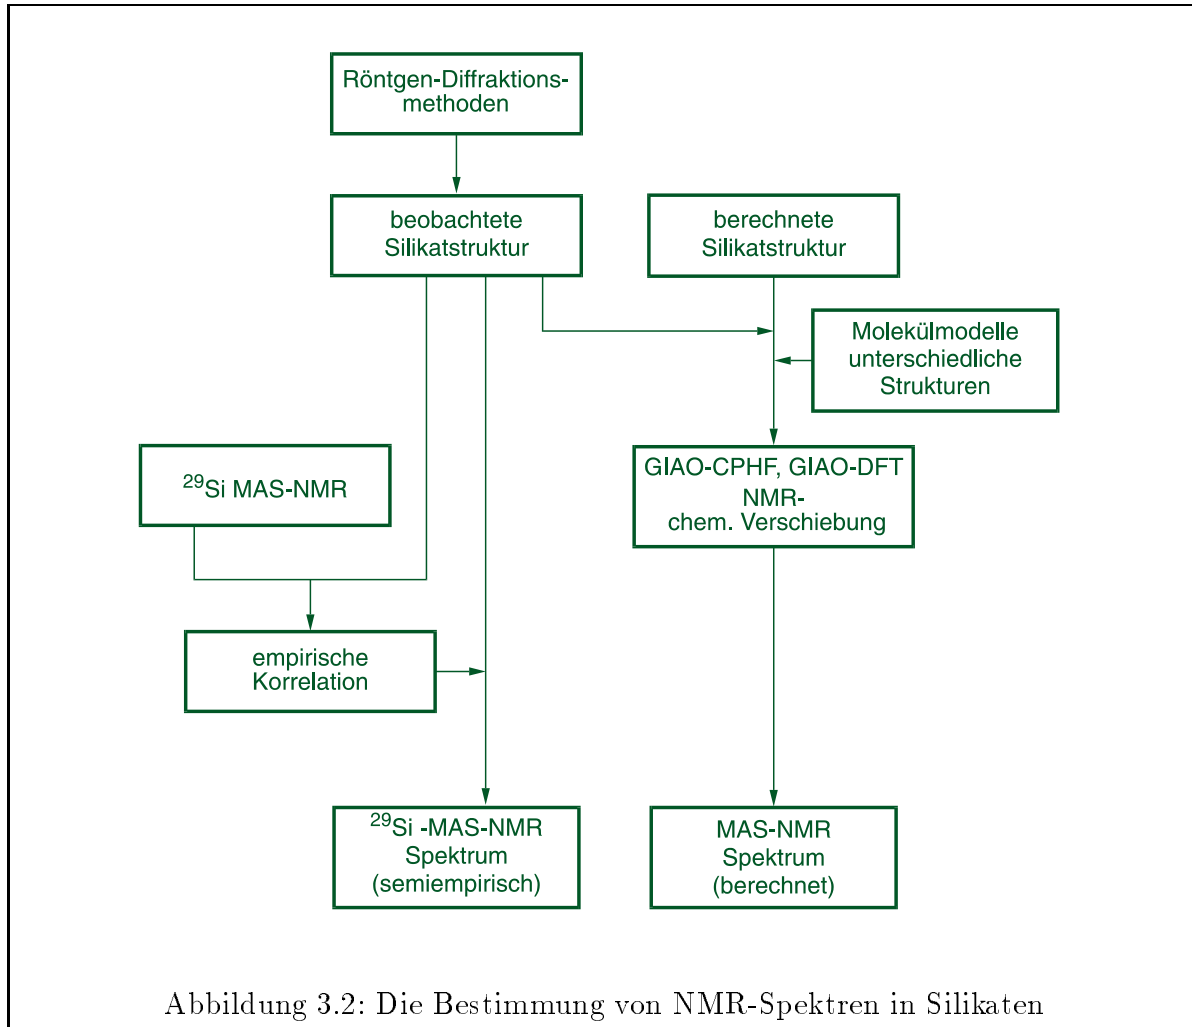 Röntgen-Diffraktions-
methoden
beobachtete
Silikatstruktur
berechnete
Silikatstruktur
Molekülmodelle
unterschiedliche
Strukturen
²⁹Si MAS-NMR
GIAO-CPHF, GIAO-DFT
NMR-
chem. Verschiebung
empirische
Korrelation
²⁹Si -MAS-NMR
Spektrum
(semiempirisch)
MAS-NMR
Spektrum
(berechnet)
Abbildung 3.2: Die Bestimmung von NMR-Spektren in Silikaten